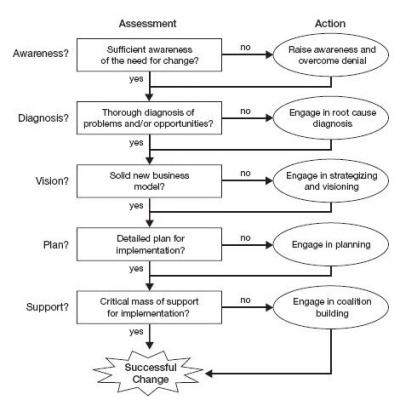 Assessment
Action
Awareness?
Sufficient awareness
of the need for change?
no
Raise awareness and
overcome denial
yes
Diagnosis?
Thorough diagnosis of
problems and/or opportunities?
no
Engage in root cause
diagnosis
yes
Vision?
Solid new business
model?
no
Engage in strategizing
and visioning
yes
Plan?
Detailed plan for
implementation?
no
Engage in planning
yes
Support?
Critical mass of support
for implementation?
no
Engage in coalition
building
yes
Successful
Change